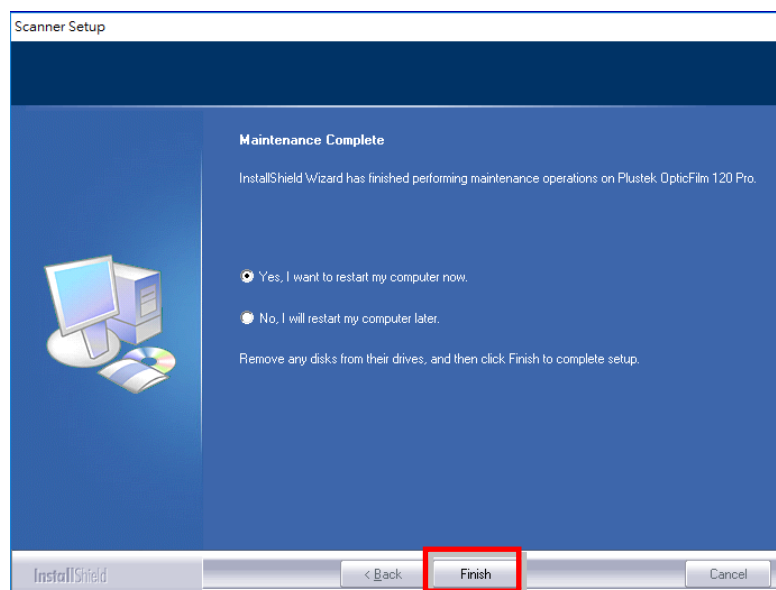 Scanner Setup
Maintenance Complete
InstallShield Wizard has finished performing maintenance operations on Plustek OpticFilm 120 Pro.
Yes, I want to restart my computer now.
No, I will restart my computer later.
Remove any disks from their drives, and then click Finish to complete setup.
InstallShield
< Back
Finish
Cancel